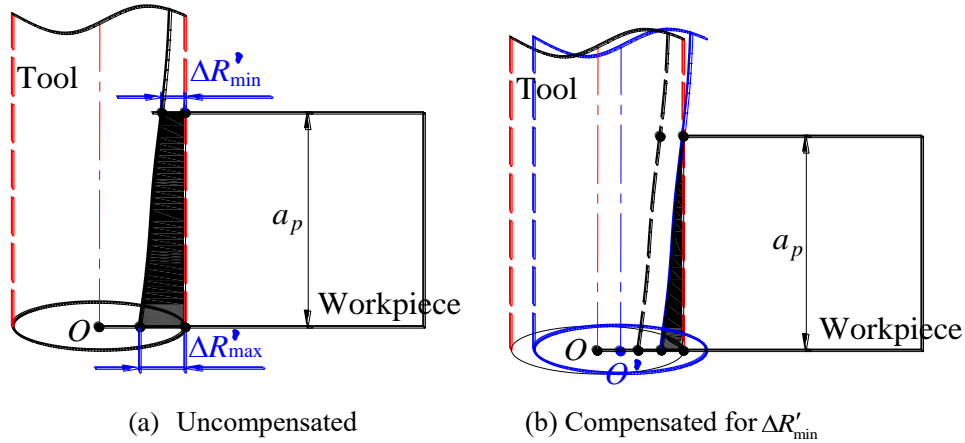 Tool
ΔR′min
a_p
Workpiece
O
ΔR′max
(a) Uncompensated
Tool
a_p
Workpiece
O
O′
(b) Compensated for ΔR′min